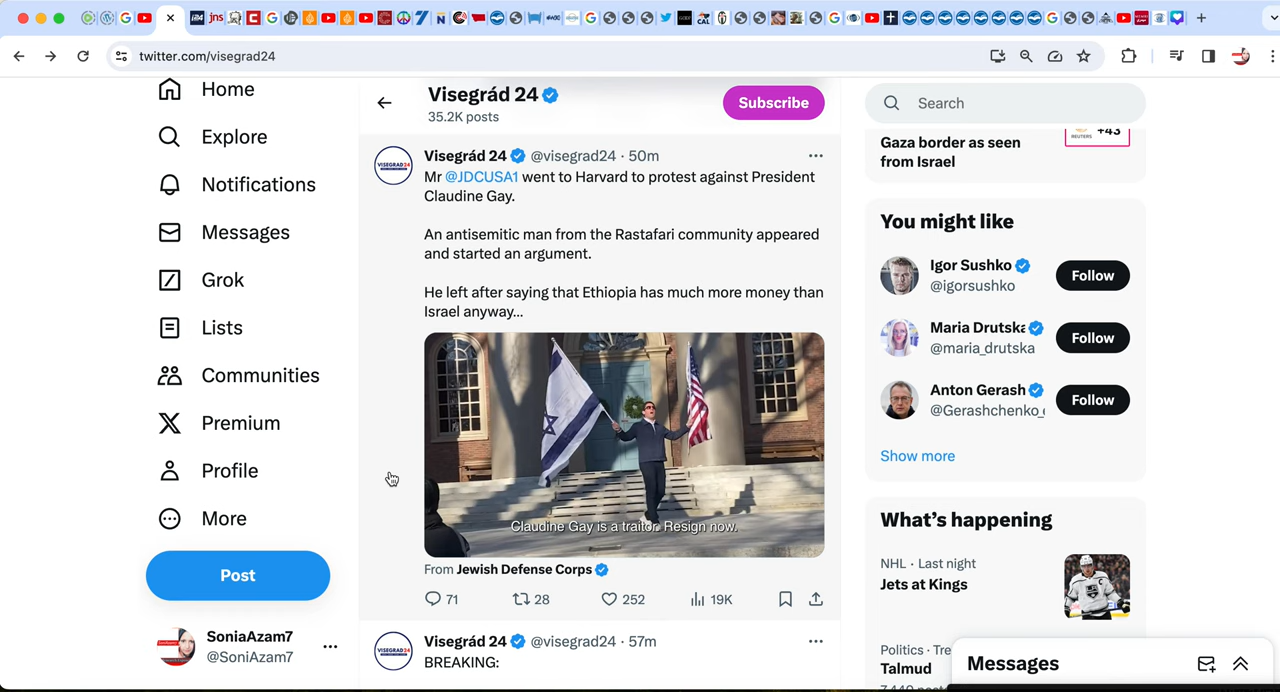 jns
twitter.com/visegrad24
Home
Explore
Notifications
Messages
Grok
Lists
Communities
Premium
Profile
More
Post
SoniaAzam7
@SoniAzam7
Visegrád 24
35.2K posts
Subscribe
Visegrád 24 @visegrad24 · 50m
Mr @JDCUSA1 went to Harvard to protest against President
Claudine Gay.
An antisemitic man from the Rastafari community appeared
and started an argument.
He left after saying that Ethiopia has much more money than
Israel anyway...
Claudine Gay is a traitor. Resign now.
From Jewish Defense Corps
71
28
252
19K
Visegrád 24 @visegrad24 · 57m
BREAKING:
Search
Gaza border as seen
from Israel
REUTERS
+43
You might like
Igor Sushko
@igorsushko
Follow
Maria Drutska
@maria_drutska
Follow
Anton Gerash
@Gerashchenko_
Follow
Show more
What's happening
NHL · Last night
Jets at Kings
Politics · Tre
Talmud
Messages